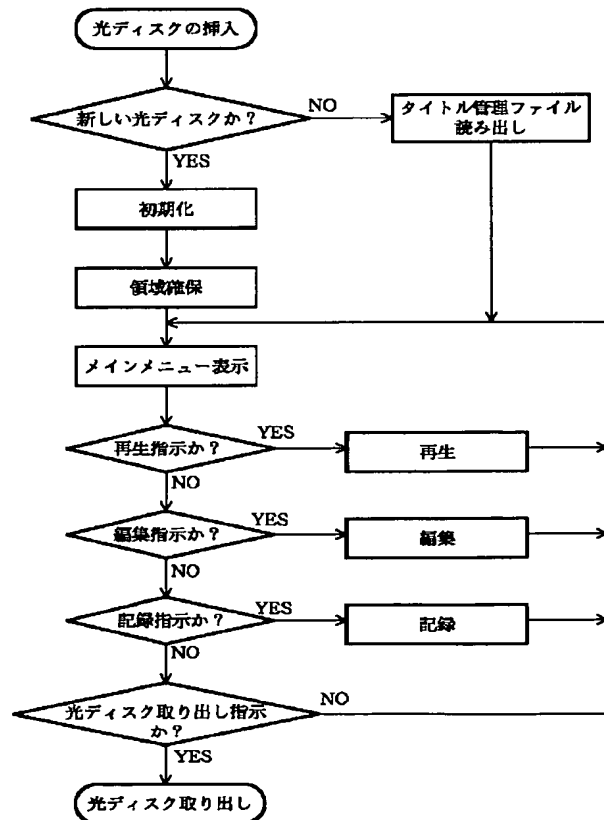 光ディスクの挿入
新しい光ディスクか？
NO
タイトル管理ファイル
読み出し
YES
初期化
領域確保
メインメニュー表示
再生指示か？
YES
再生
NO
編集指示か？
YES
編集
NO
記録指示か？
YES
記録
NO
光ディスク取り出し指示
か？
NO
YES
光ディスク取り出し